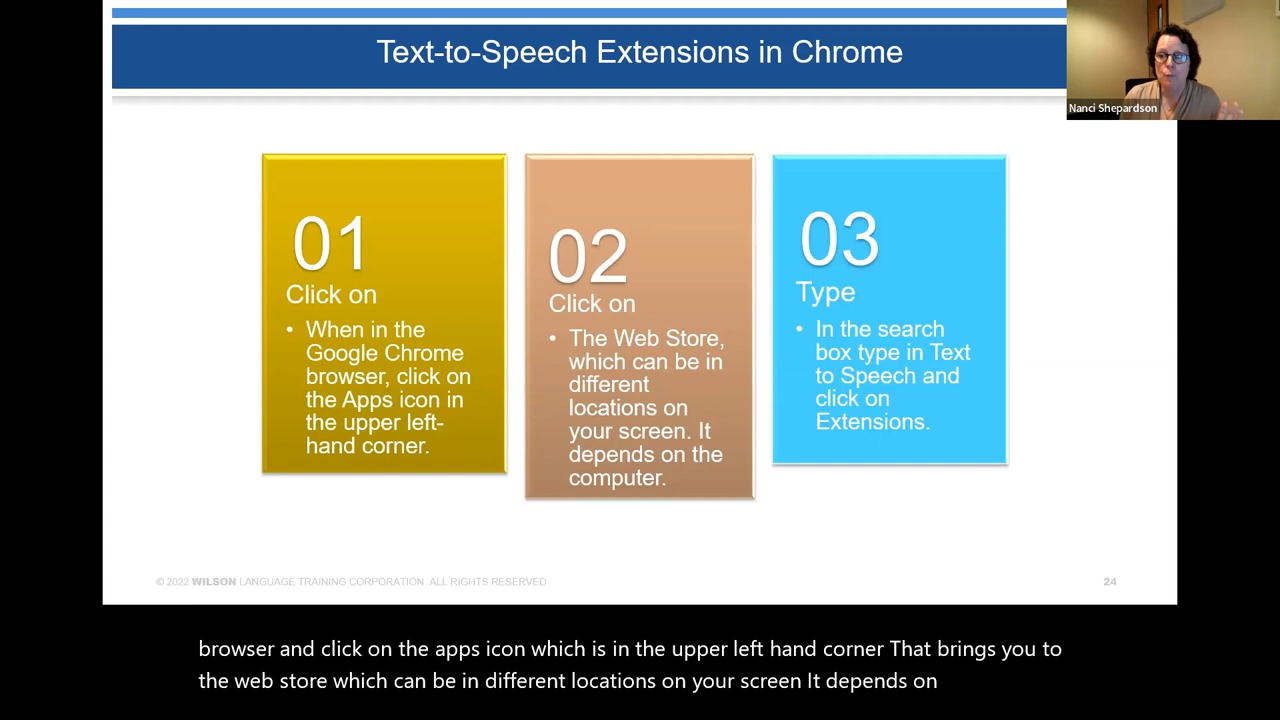 Text-to-Speech Extensions in Chrome
Nanci Shepardson
01
Click on
• When in the
Google Chrome
browser, click on
the Apps icon in
the upper left-
hand corner.
02
Click on
• The Web Store,
which can be in
different
locations on
your screen. It
depends on the
computer.
03
Type
• In the search
box type in Text
to Speech and
click on
Extensions.
© 2022 WILSON LANGUAGE TRAINING CORPORATION. ALL RIGHTS RESERVED
24
browser and click on the apps icon which is in the upper left hand corner That brings you to
the web store which can be in different locations on your screen It depends on